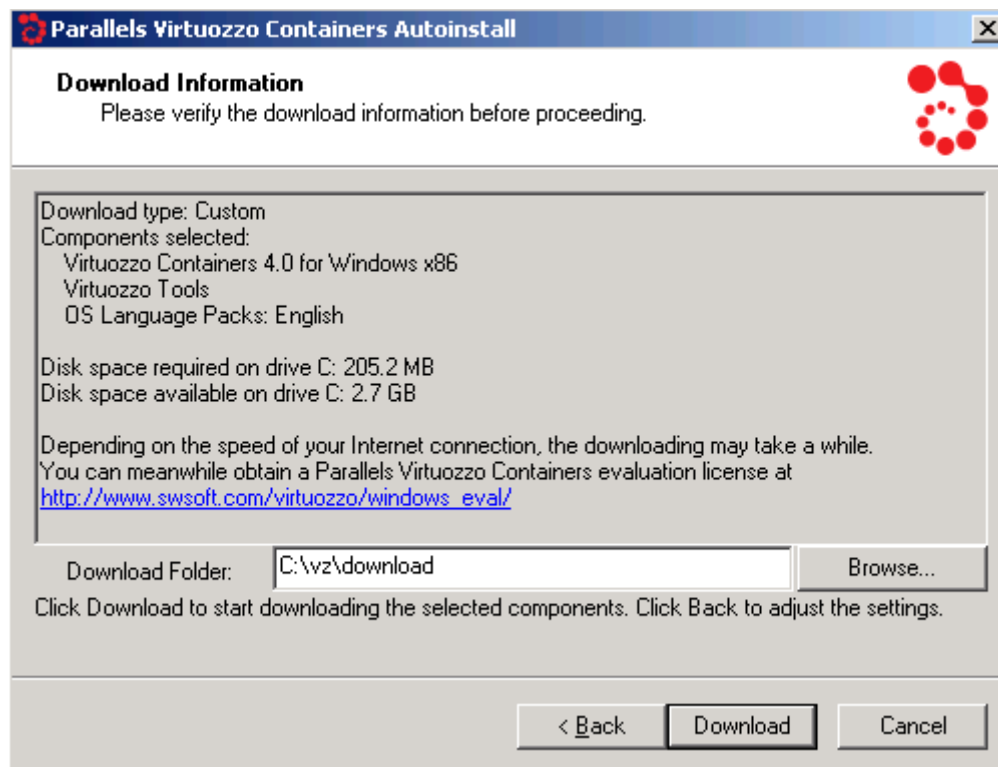 Parallels Virtuozzo Containers Autoinstall
Download Information
Please verify the download information before proceeding.
Download type: Custom
Components selected:
Virtuozzo Containers 4.0 for Windows x86
Virtuozzo Tools
OS Language Packs: English
Disk space required on drive C: 205.2 MB
Disk space available on drive C: 2.7 GB
Depending on the speed of your Internet connection, the downloading may take a while.
You can meanwhile obtain a Parallels Virtuozzo Containers evaluation license at
http://www.swsoft.com/virtuozzo/windows_eval/
Download Folder: C:\vz\download Browse...
Click Download to start downloading the selected components. Click Back to adjust the settings.
< Back Download Cancel